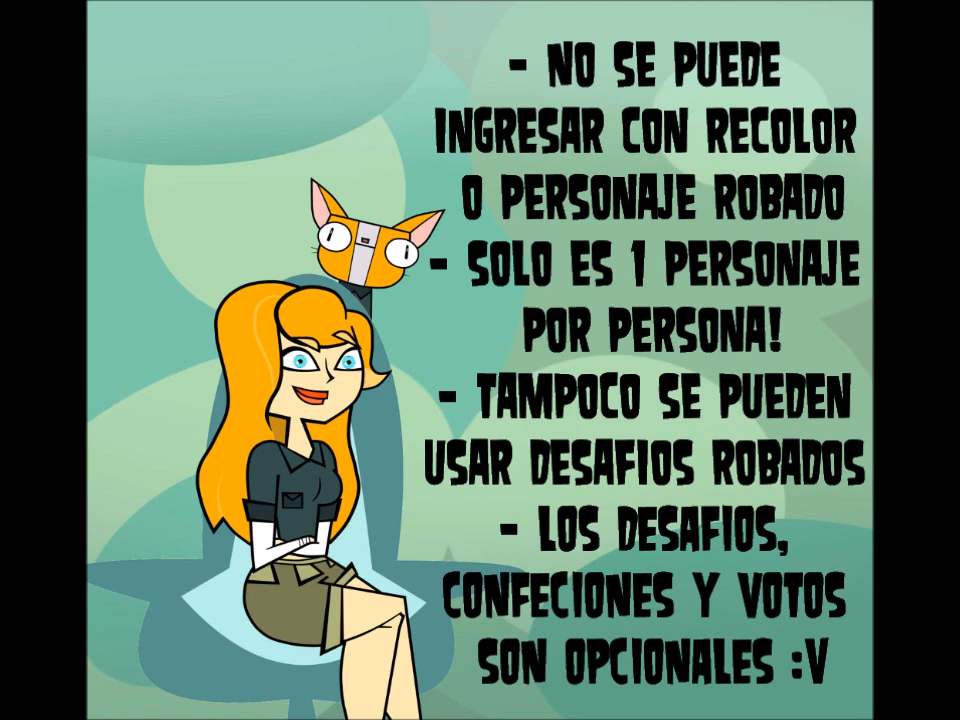 - NO SE PUEDE
INGRESAR CON RECOLOR
O PERSONAJE ROBADO
- SOLO ES 1 PERSONAJE
POR PERSONA!
- TAMPOCO SE PUEDEN
USAR DESAFIOS ROBADOS
- LOS DESAFIOS,
CONFECIONES Y VOTOS
SON OPCIONALES :V